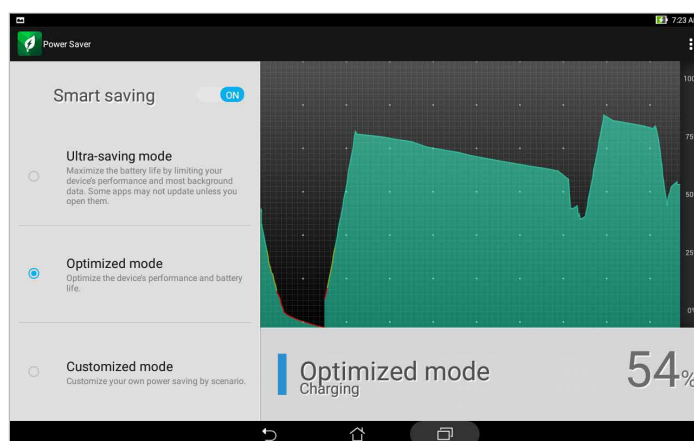 7:23 A
Power Saver
Smart saving
ON
Ultra-saving mode
Maximize the battery life by limiting your
device's performance and most background
data. Some apps may not update unless you
open them.
Optimized mode
Optimize the device's performance and battery
life.
Customized mode
Customize your own power saving by scenario.
100
75
50
25
0%
Optimized mode
Charging
54%